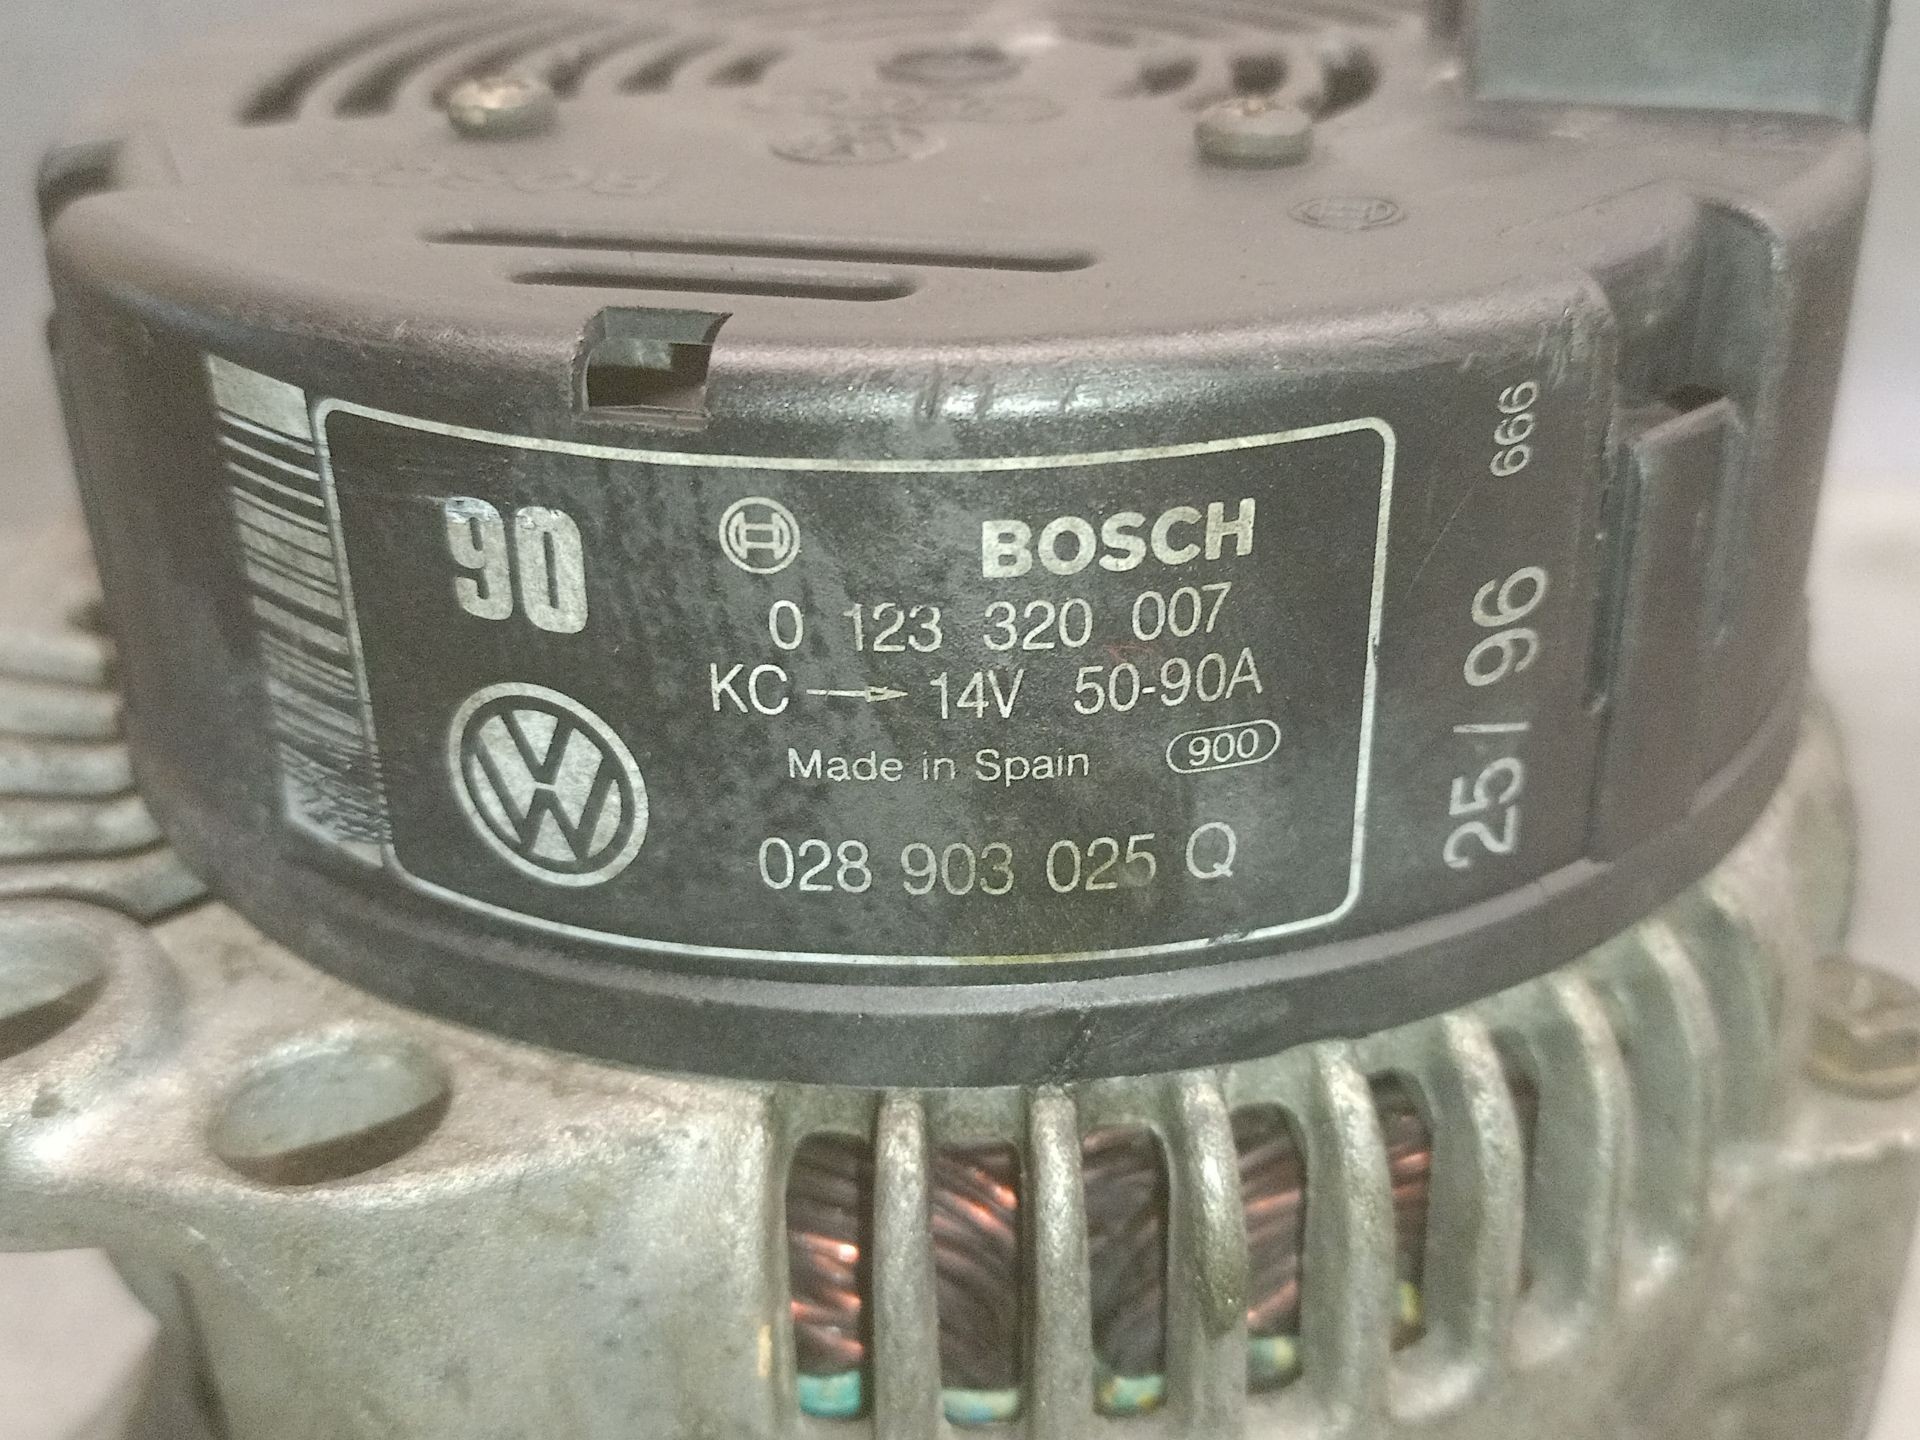 90
BOSCH
0 123 320 007
KC → 14V 50-90A
Made in Spain 900
VW
028 903 025 Q
25/96 666